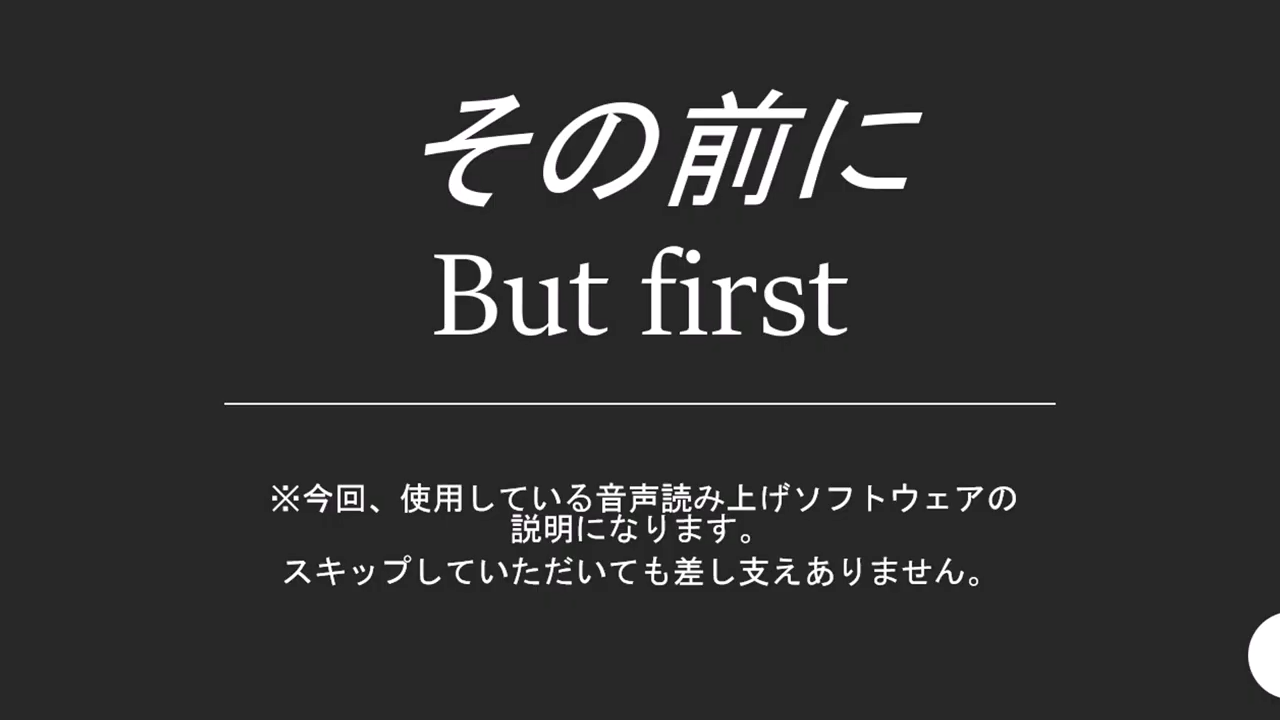 その前に
But first
※今回、使用している音声読み上げソフトウェアの
説明になります。
スキップしていただいても差し支えありません。